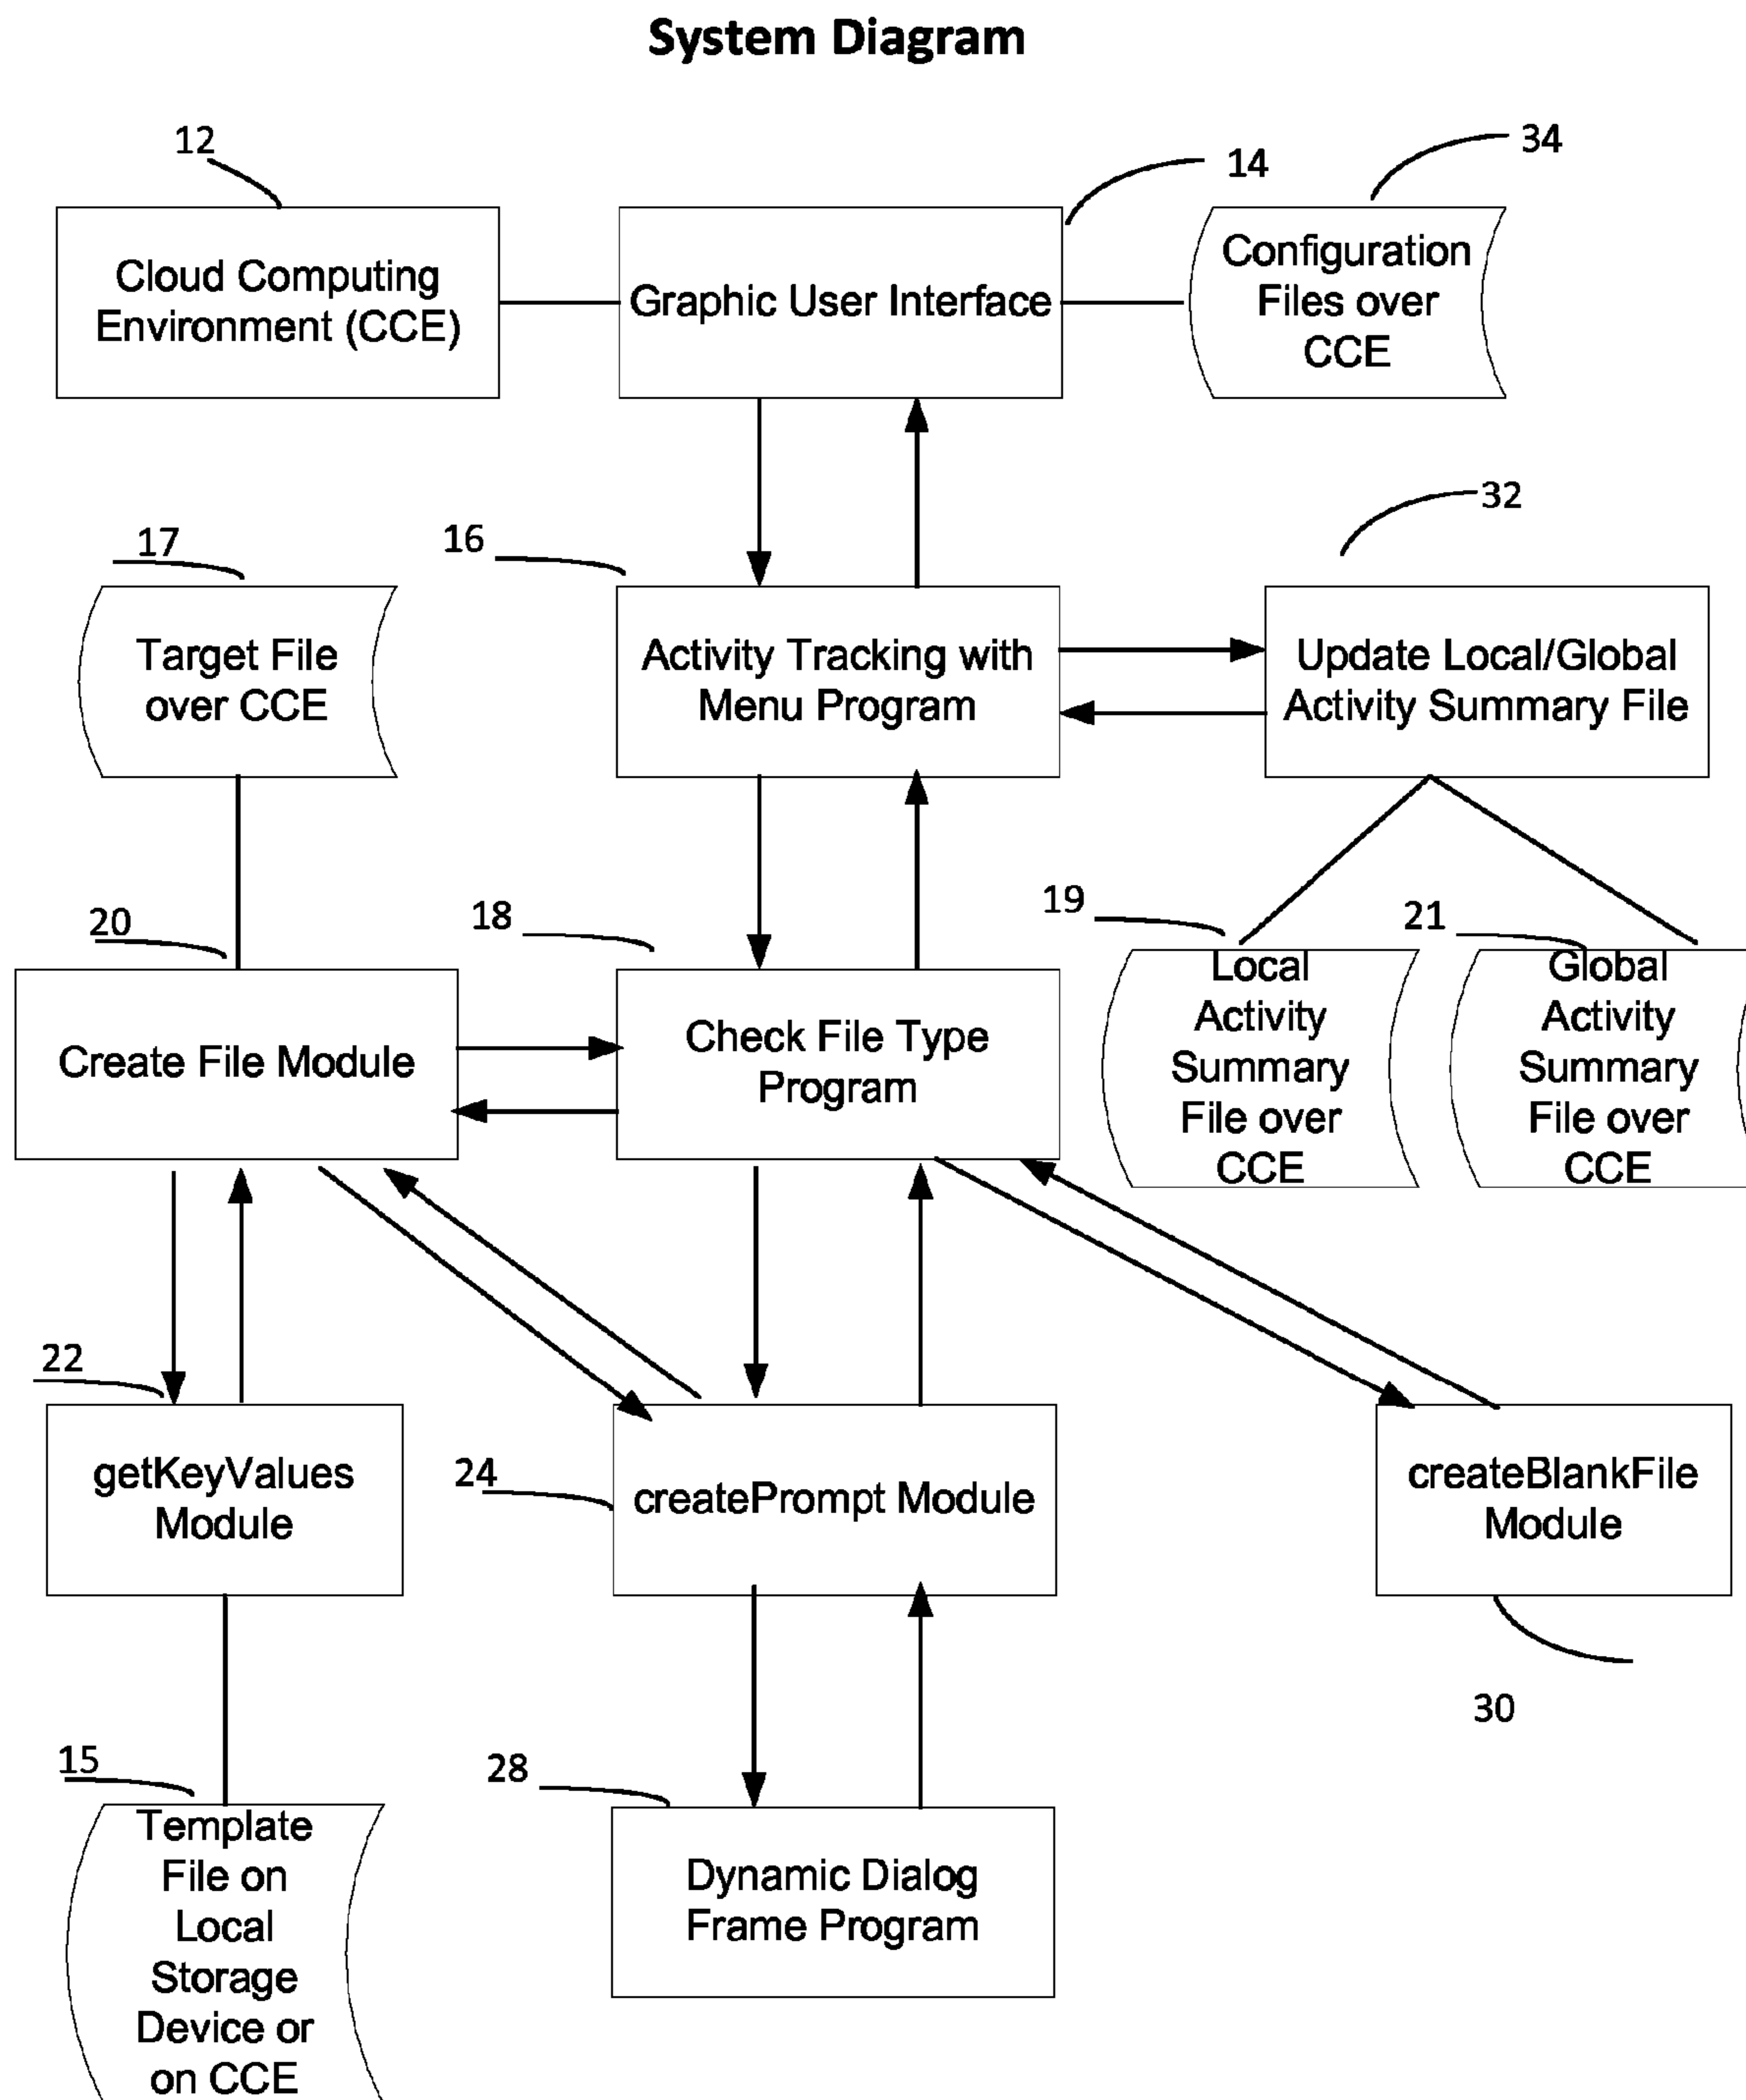 System Diagram
12
14
34
Cloud Computing
Environment (CCE)
Graphic User Interface
Configuration
Files over
CCE
17
16
32
Target File
over CCE
Activity Tracking with
Menu Program
Update Local/Global
Activity Summary File
20
18
19
21
Create File Module
Check File Type
Program
Local
Activity
Summary
File over
CCE
Global
Activity
Summary
File over
CCE
22
24
getKeyValues
Module
createPrompt Module
createBlankFile
Module
30
15
28
Template
File on
Local
Storage
Device or
on CCE
Dynamic Dialog
Frame Program